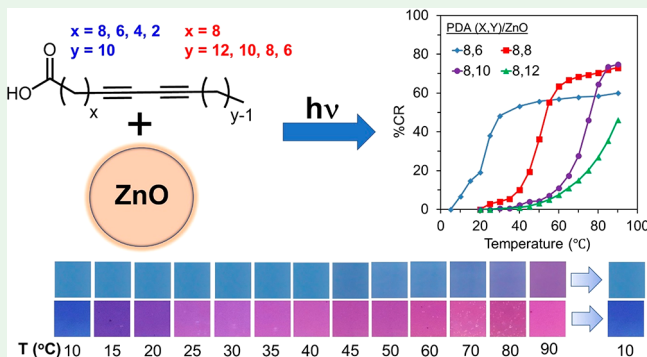 x = 8, 6, 4, 2 x = 8
y = 10 y = 12, 10, 8, 6
O
HO
x
y-1
+
ZnO
hν
PDA (X,Y)/ZnO
8,6 8,8
8,10 8,12
100
80
60
40
20
0
%CR
0 20 40 60 80 100
Temperature (°C)
T (°C) 10 15 20 25 30 35 40 45 50 60 70 80 90 10